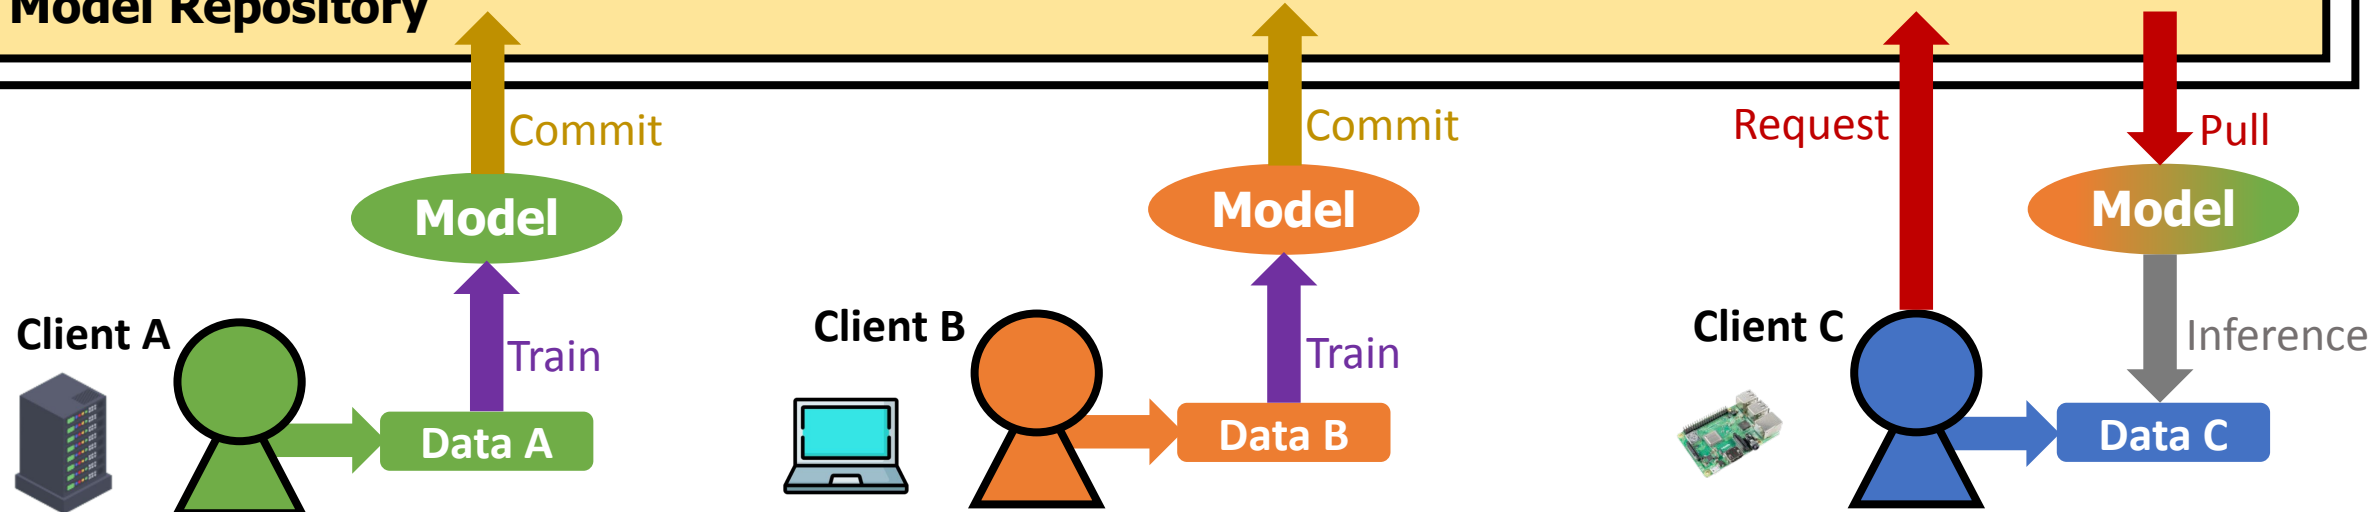 Model Repository
Commit
Commit
Request
Pull
Model
Model
Model
Client A
Client B
Client C
Train
Train
Inference
Data A
Data B
Data C